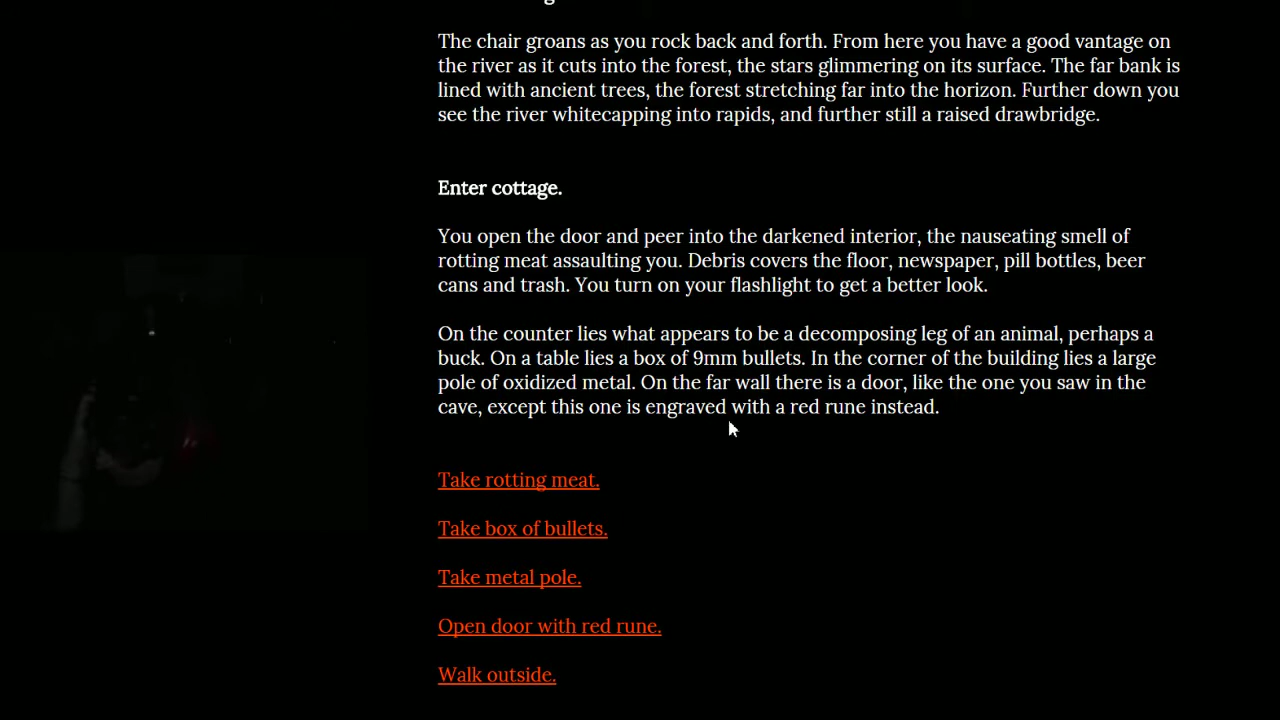 The chair groans as you rock back and forth. From here you have a good vantage on
the river as it cuts into the forest, the stars glimmering on its surface. The far bank is
lined with ancient trees, the forest stretching far into the horizon. Further down you
see the river whitecapping into rapids, and further still a raised drawbridge.
Enter cottage.
You open the door and peer into the darkened interior, the nauseating smell of
rotting meat assaulting you. Debris covers the floor, newspaper, pill bottles, beer
cans and trash. You turn on your flashlight to get a better look.
On the counter lies what appears to be a decomposing leg of an animal, perhaps a
buck. On a table lies a box of 9mm bullets. In the corner of the building lies a large
pole of oxidized metal. On the far wall there is a door, like the one you saw in the
cave, except this one is engraved with a red rune instead.
Take rotting meat.
Take box of bullets.
Take metal pole.
Open door with red rune.
Walk outside.